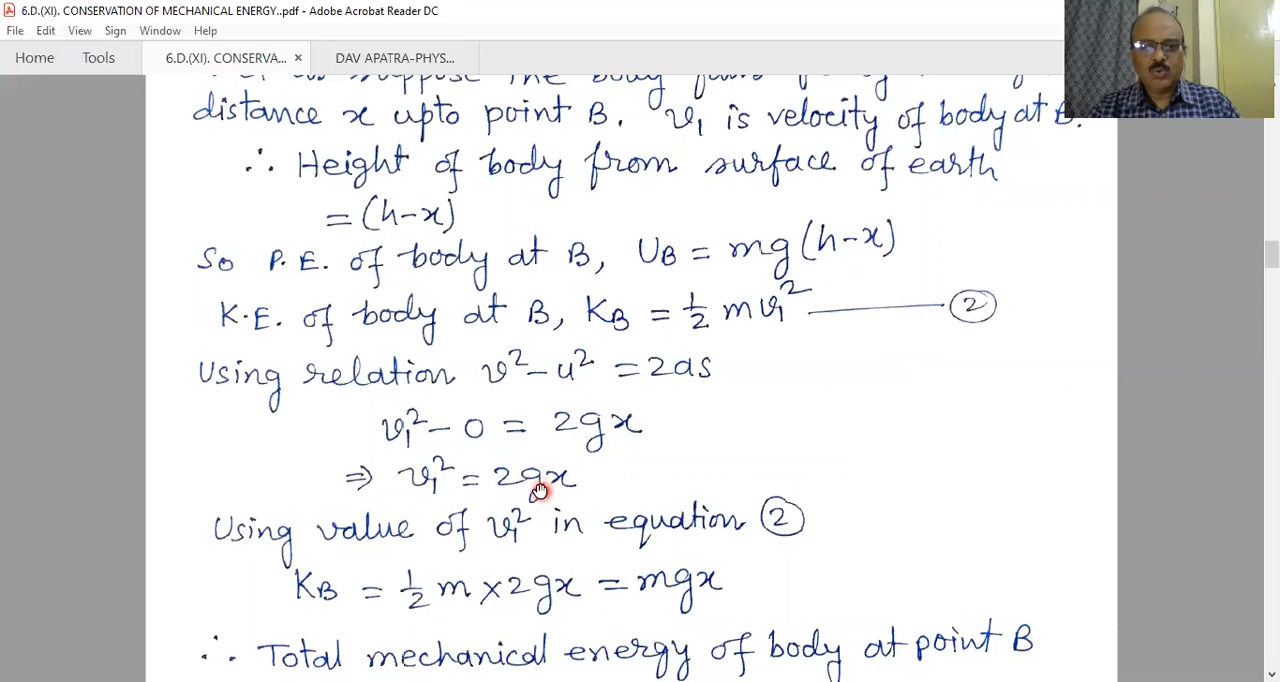 6.D.(XI). CONSERVATION OF MECHANICAL ENERGY..pdf - Adobe Acrobat Reader DC
File Edit View Sign Window Help
Home Tools 6.D.(XI). CONSERVA... × DAV APATRA-PHYS...
suppose the body
distance x upto point B. v₁ is velocity of body at B.
∴ Height of body from surface of earth
= (h-x)
So P.E. of body at B, U_B = mg(h-x)
K.E. of body at B, K_B = ½ mv₁² ——— ②
Using relation v² - u² = 2as
v₁² - 0 = 2gx
⇒ v₁² = 2gx
Using value of v₁² in equation ②
K_B = ½ m × 2gx = mgx
∴ Total mechanical energy of body at point B